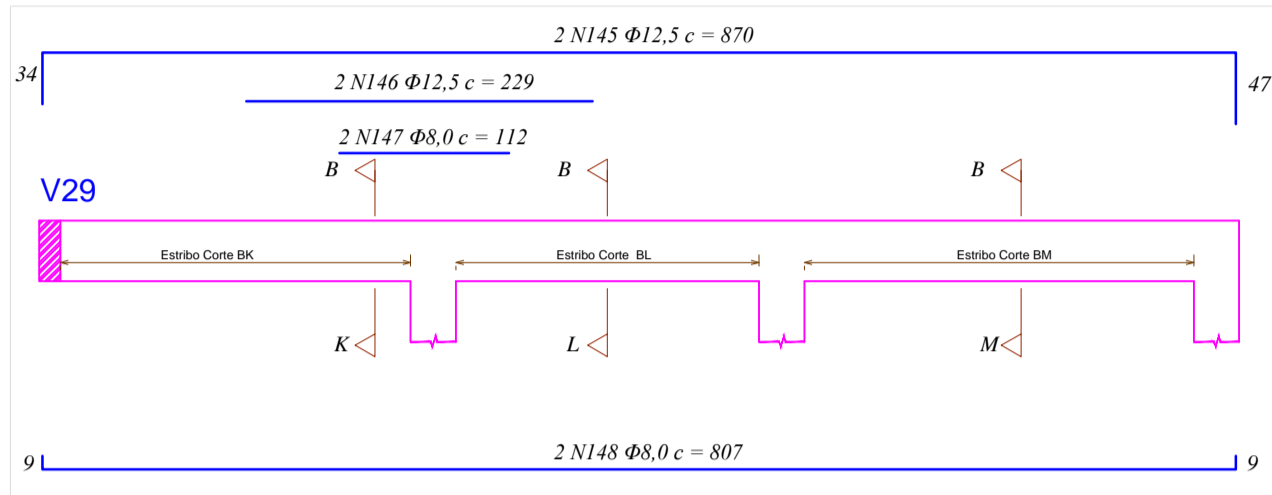 2 N145 Φ12,5 c = 870
34
47
2 N146 Φ12,5 c = 229
2 N147 Φ8,0 c = 112
B
B
B
V29
Estribo Corte BK
Estribo Corte BL
Estribo Corte BM
K
L
M
2 N148 Φ8,0 c = 807
9
9